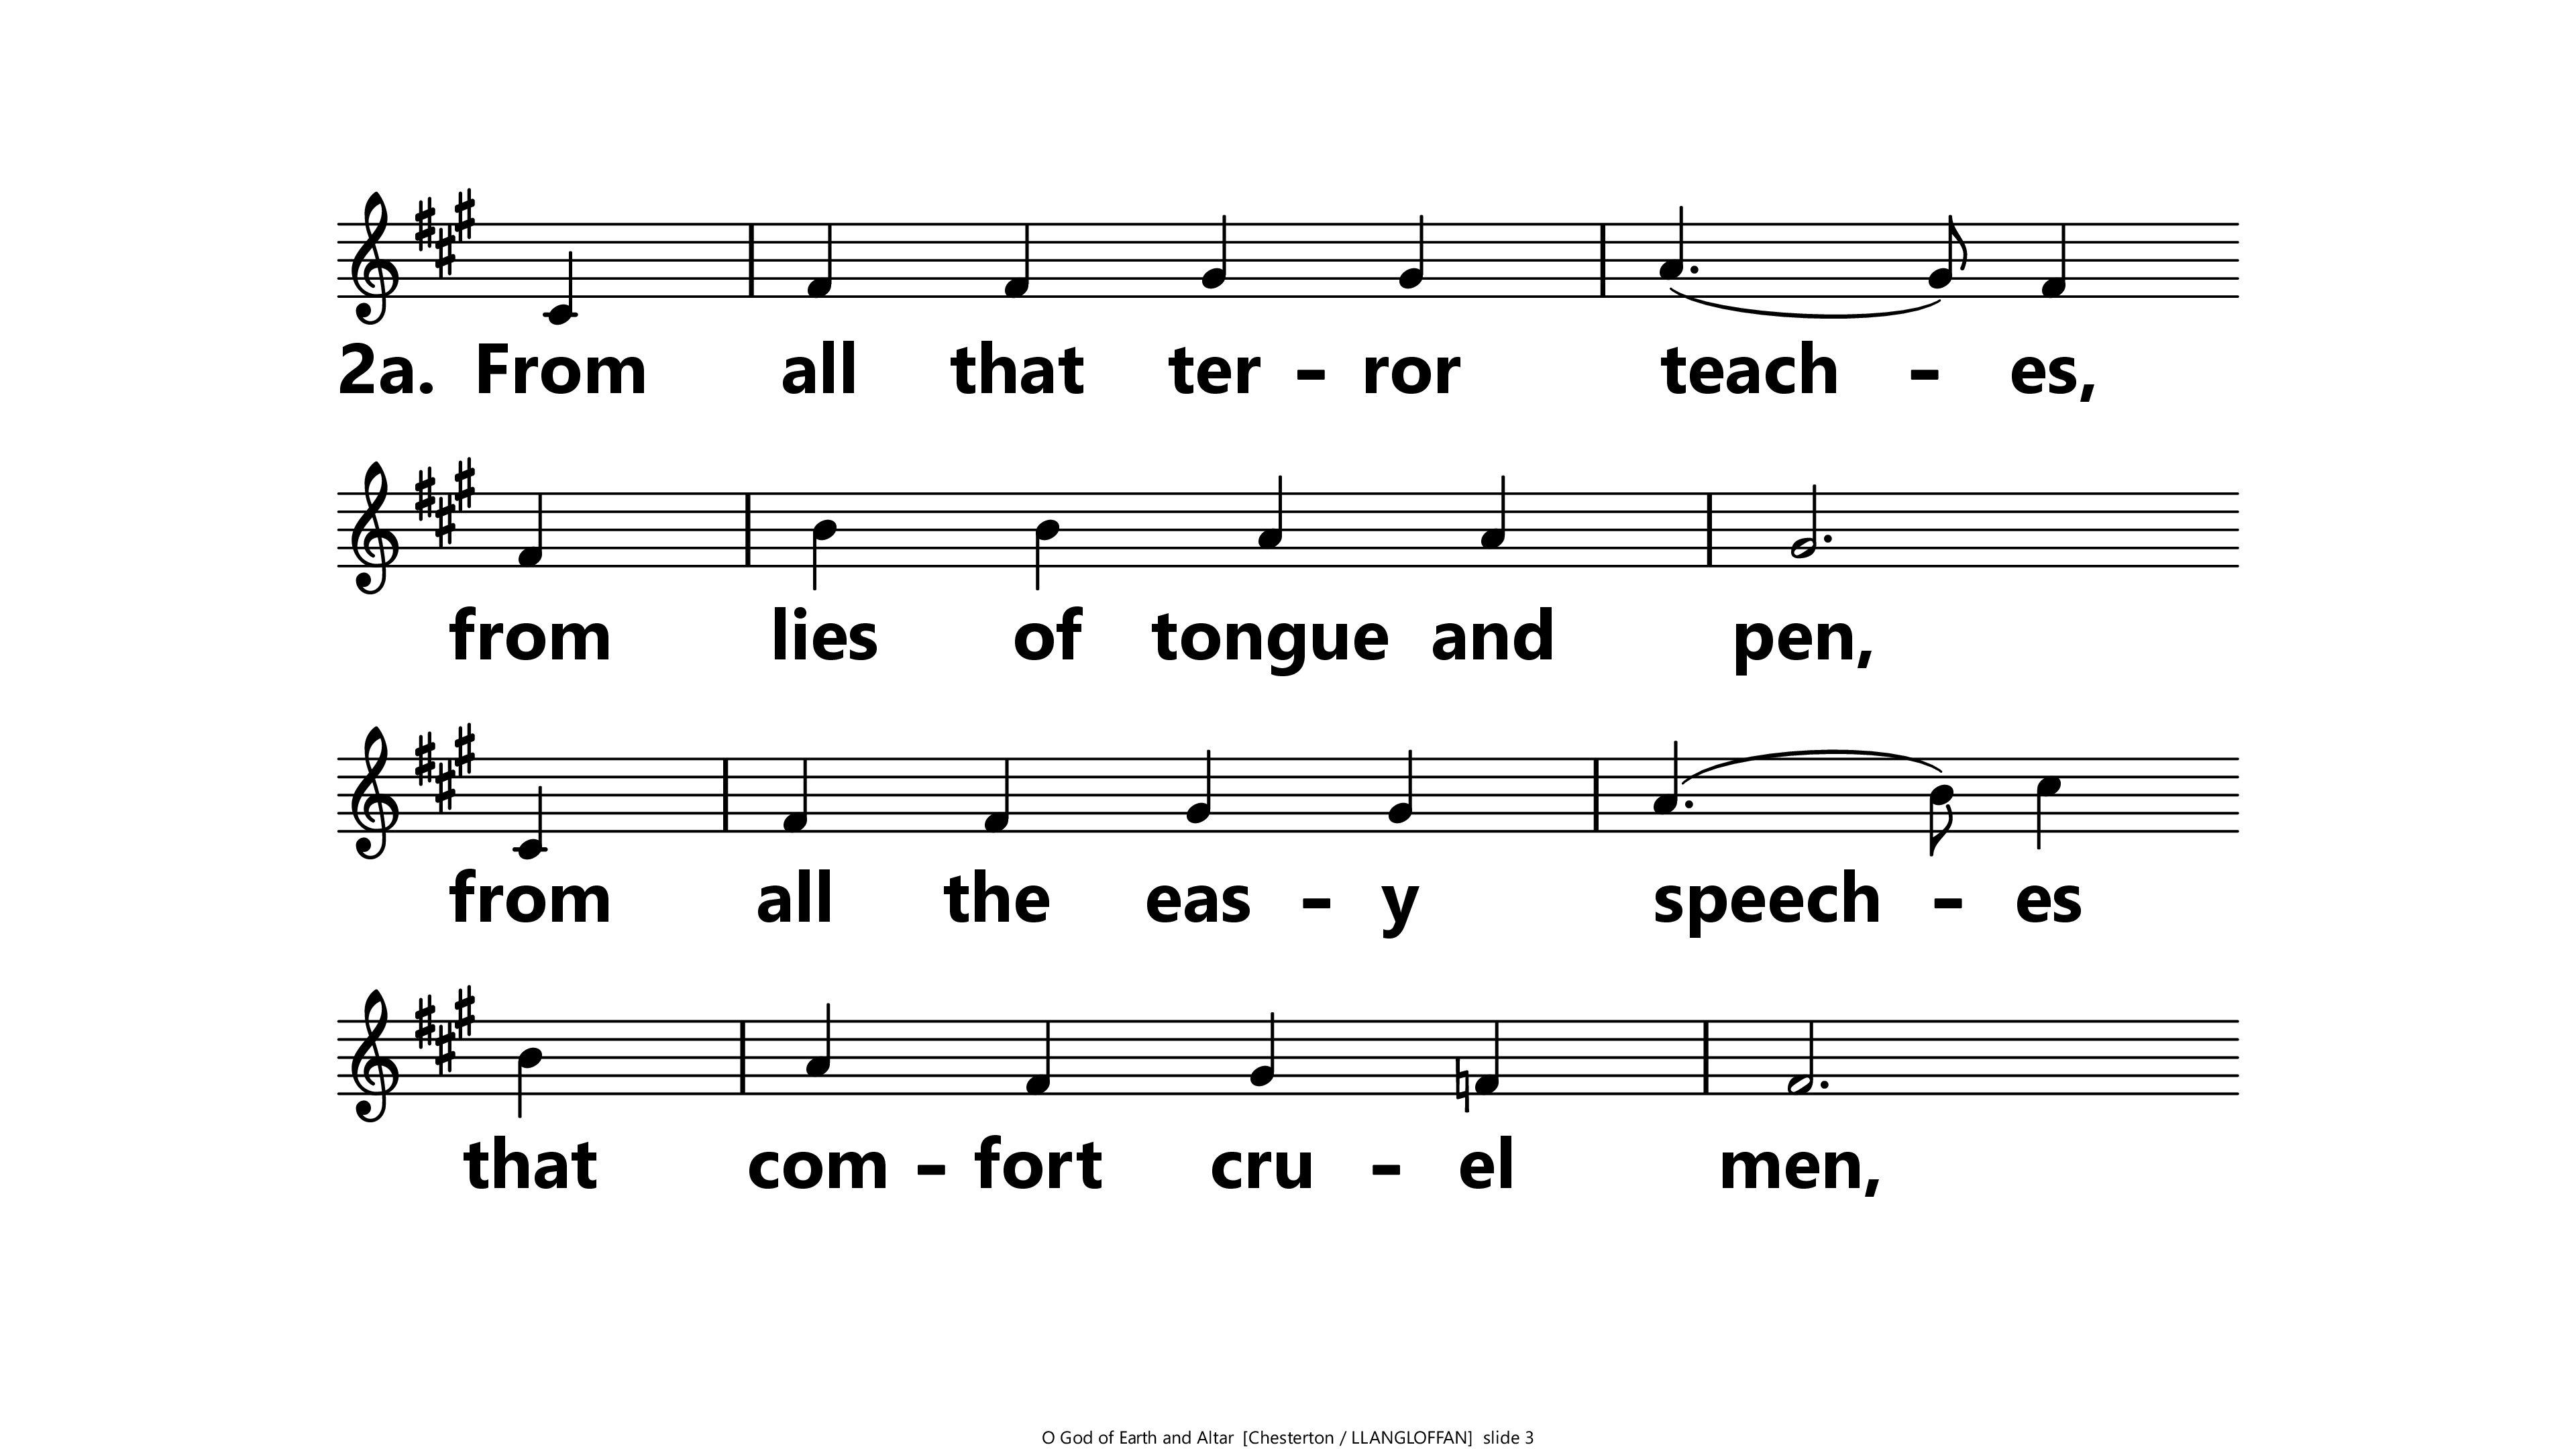 2a. From all that ter - ror teach - es,
from lies of tongue and pen,
from all the eas - y speech - es
that com - fort cru - el men,
O God of Earth and Altar [Chesterton / LLANGLOFFAN] slide 3